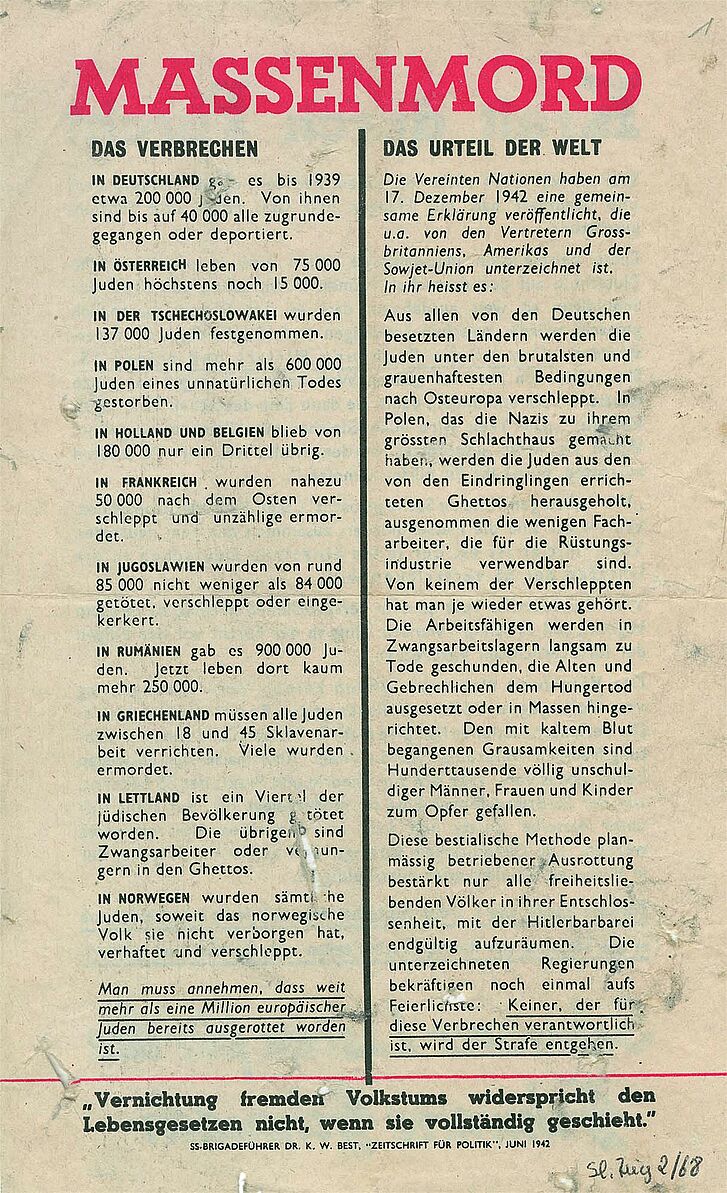 MASSENMORD
DAS VERBRECHEN
IN DEUTSCHLAND es bis 1939
etwa 200 000 Von ihnen
sind bis auf 40 000 alle zugrunde-
gegangen oder deportiert.
IN ÖSTERREICH leben von 75 000
Juden höchstens noch 15 000.
IN DER TSCHECHOSLOWAKEI wurden
137 000 Juden festgenommen.
IN POLEN sind mehr als 600 000
Juden eines unnatürlichen Todes
gestorben.
IN HOLLAND UND BELGIEN blieb von
180 000 nur ein Drittel übrig.
IN FRANKREICH wurden nahezu
50 000 nach dem Osten ver-
schleppt und unzählige ermor-
det.
IN JUGOSLAWIEN wurden von rund
85 000 nicht weniger als 84 000
getötet, verschleppt oder einge-
kerkert.
IN RUMÄNIEN gab es 900 000 Ju-
den. Jetzt leben dort kaum
mehr 250 000.
IN GRIECHENLAND müssen alle Juden
zwischen 18 und 45 Sklavenar-
beit verrichten. Viele wurden
ermordet.
IN LETTLAND ist ein Viertel der
jüdischen Bevölkerung getötet
worden. Die übrigen sind
Zwangsarbeiter oder
gern in den Ghettos.
IN NORWEGEN wurden sämtliche
Juden, soweit das norwegische
Volk sie nicht verborgen hat,
verhaftet und verschleppt.
Man muss annehmen, dass weit
mehr als eine Million europäischer
Juden bereits ausgerottet worden
ist.
DAS URTEIL DER WELT
Die Vereinten Nationen haben am
17. Dezember 1942 eine gemein-
same Erklärung veröffentlicht, die
u.a. von den Vertretern Gross-
britanniens, Amerikas und der
Sowjet-Union unterzeichnet ist.
In ihr heisst es:
Aus allen von den Deutschen
besetzten Ländern werden die
Juden unter den brutalsten und
grauenhaftesten Bedingungen
nach Osteuropa verschleppt. In
Polen, das die Nazis zu ihrem
grössten Schlachthaus gemacht
haben, werden die Juden aus den
von den Eindringlingen errich-
teten Ghettos herausgeholt,
ausgenommen die wenigen Fach-
arbeiter, die für die Rüstungs-
industrie verwendbar sind.
Von keinem der Verschleppten
hat man je wieder etwas gehört.
Die Arbeitsfähigen werden in
Zwangsarbeitslagern langsam zu
Tode geschunden, die Alten und
Gebrechlichen dem Hungertod
ausgesetzt oder in Massen hinge-
richtet. Den mit kaltem Blut
begangenen Grausamkeiten sind
Hunderttausende völlig unschul-
diger Männer, Frauen und Kinder
zum Opfer gefallen.
Diese bestialische Methode plan-
mässig betriebener Ausrottung
bestärkt nur alle freiheitslie-
benden Völker in ihrer Entschlos-
senheit, mit der Hitlerbarbarei
endgültig aufzuräumen. Die
unterzeichneten Regierungen
bekräftigen noch einmal aufs
Feierlichste: Keiner, der für
diese Verbrechen verantwortlich
ist, wird der Strafe entgehen.
„Vernichtung fremden Volkstums widerspricht den
Lebensgesetzen nicht, wenn sie vollständig geschieht."
SS-BRIGADEFÜHRER DR. K. W. BEST, "ZEITSCHRIFT FÜR POLITIK", JUNI 1942
2/68